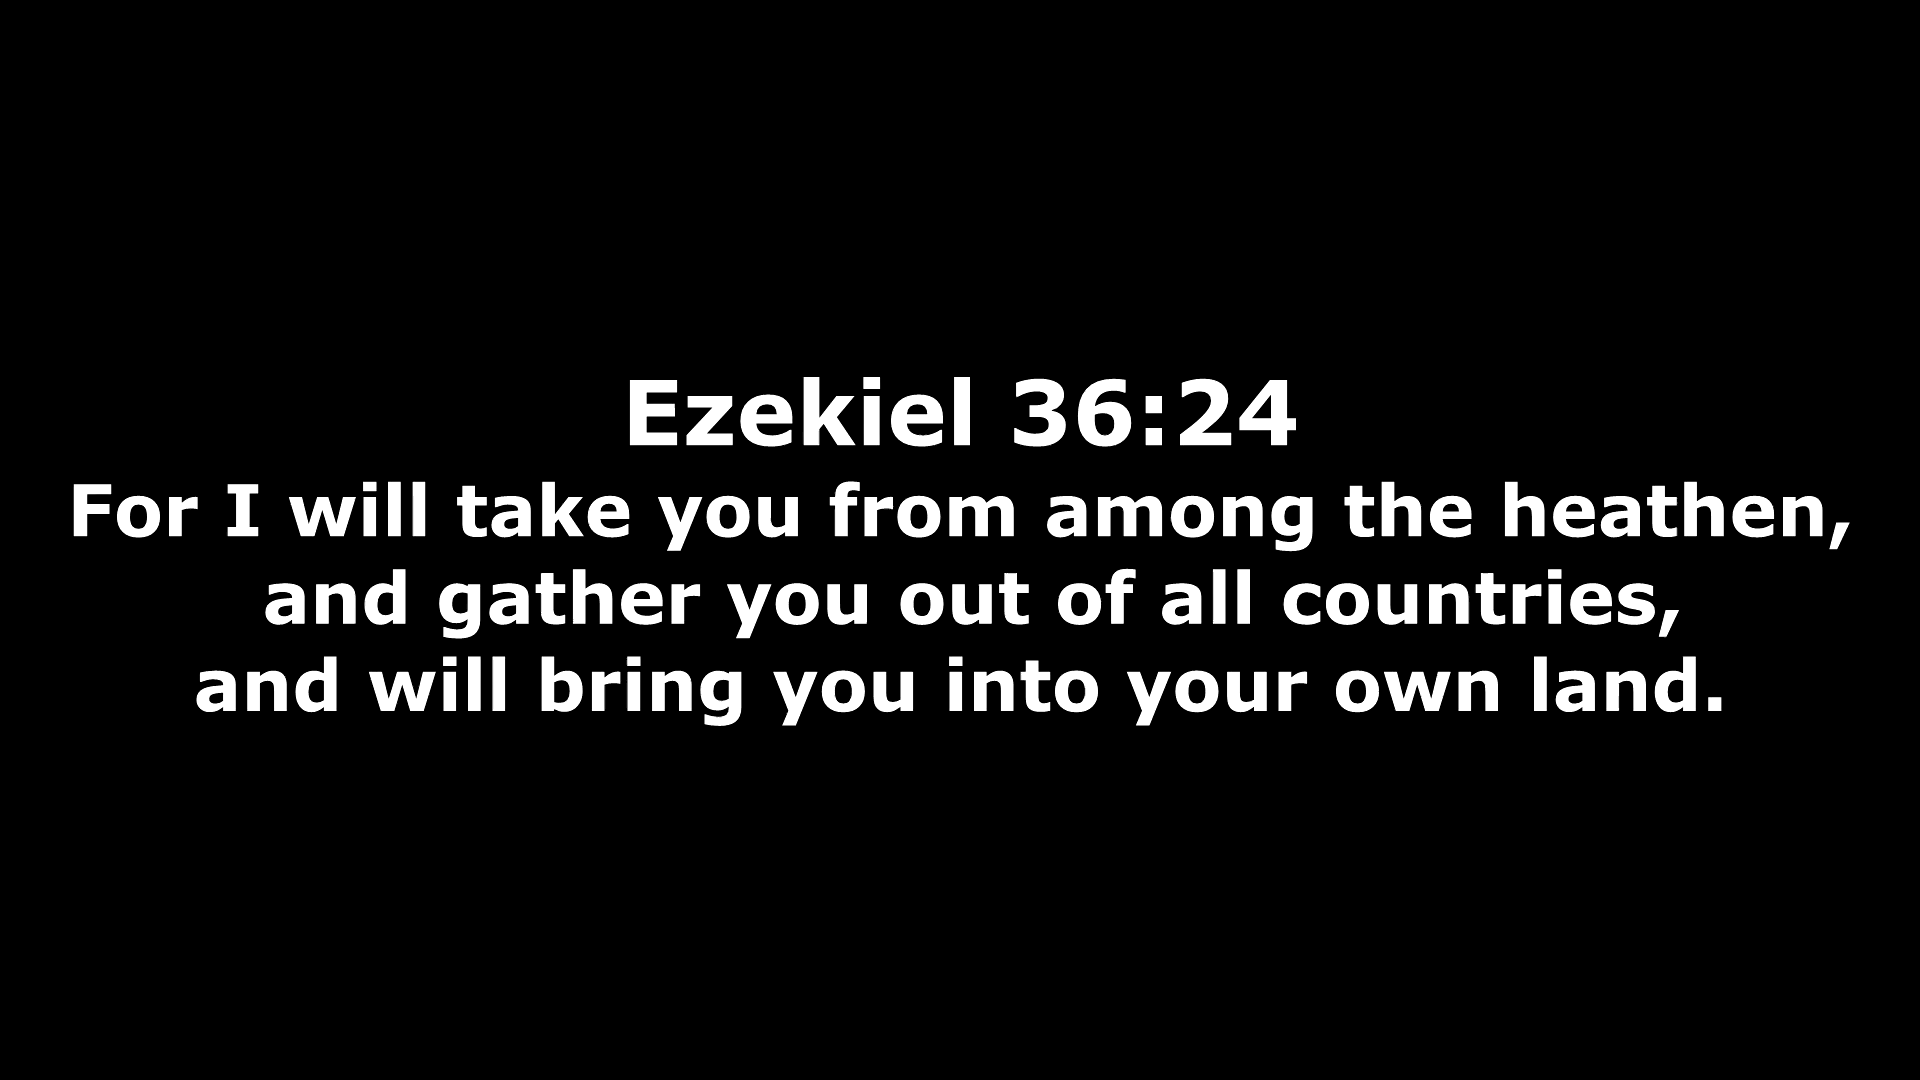 Ezekiel 36:24
For I will take you from among the heathen,
and gather you out of all countries,
and will bring you into your own land.